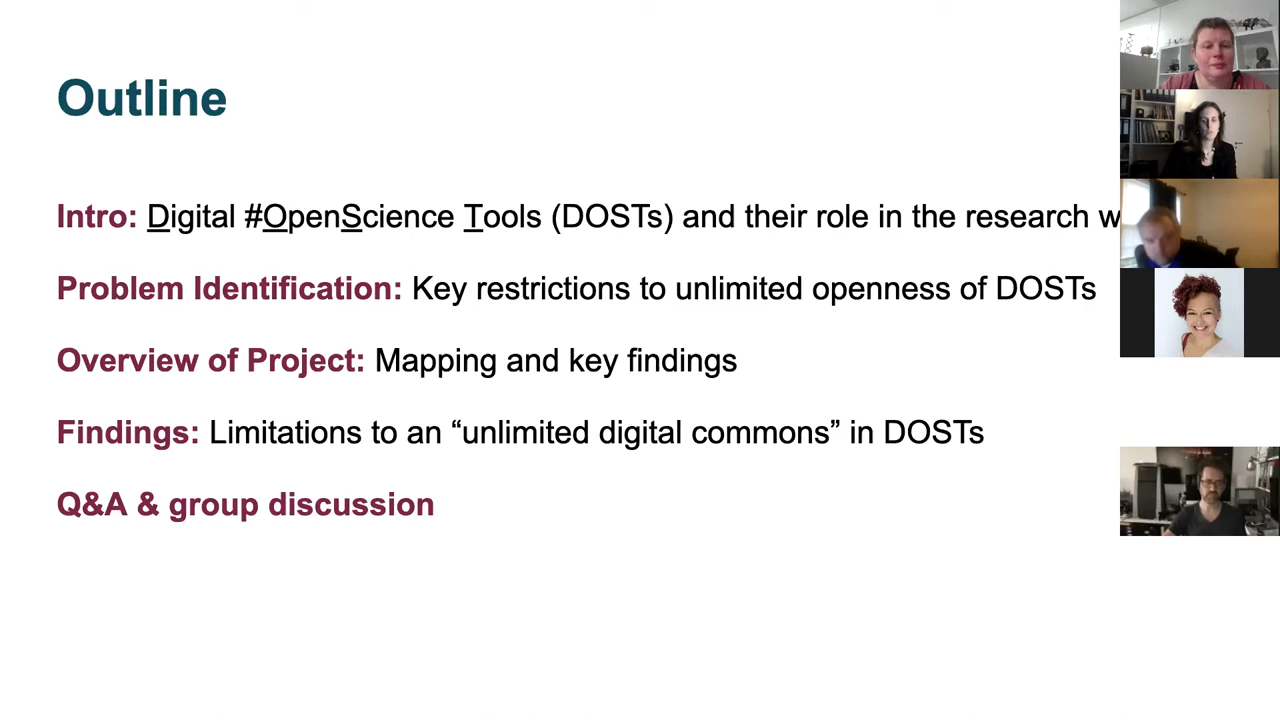 Outline
Intro: Digital #OpenScience Tools (DOSTs) and their role in the research
Problem Identification: Key restrictions to unlimited openness of DOSTs
Overview of Project: Mapping and key findings
Findings: Limitations to an “unlimited digital commons” in DOSTs
Q&A & group discussion